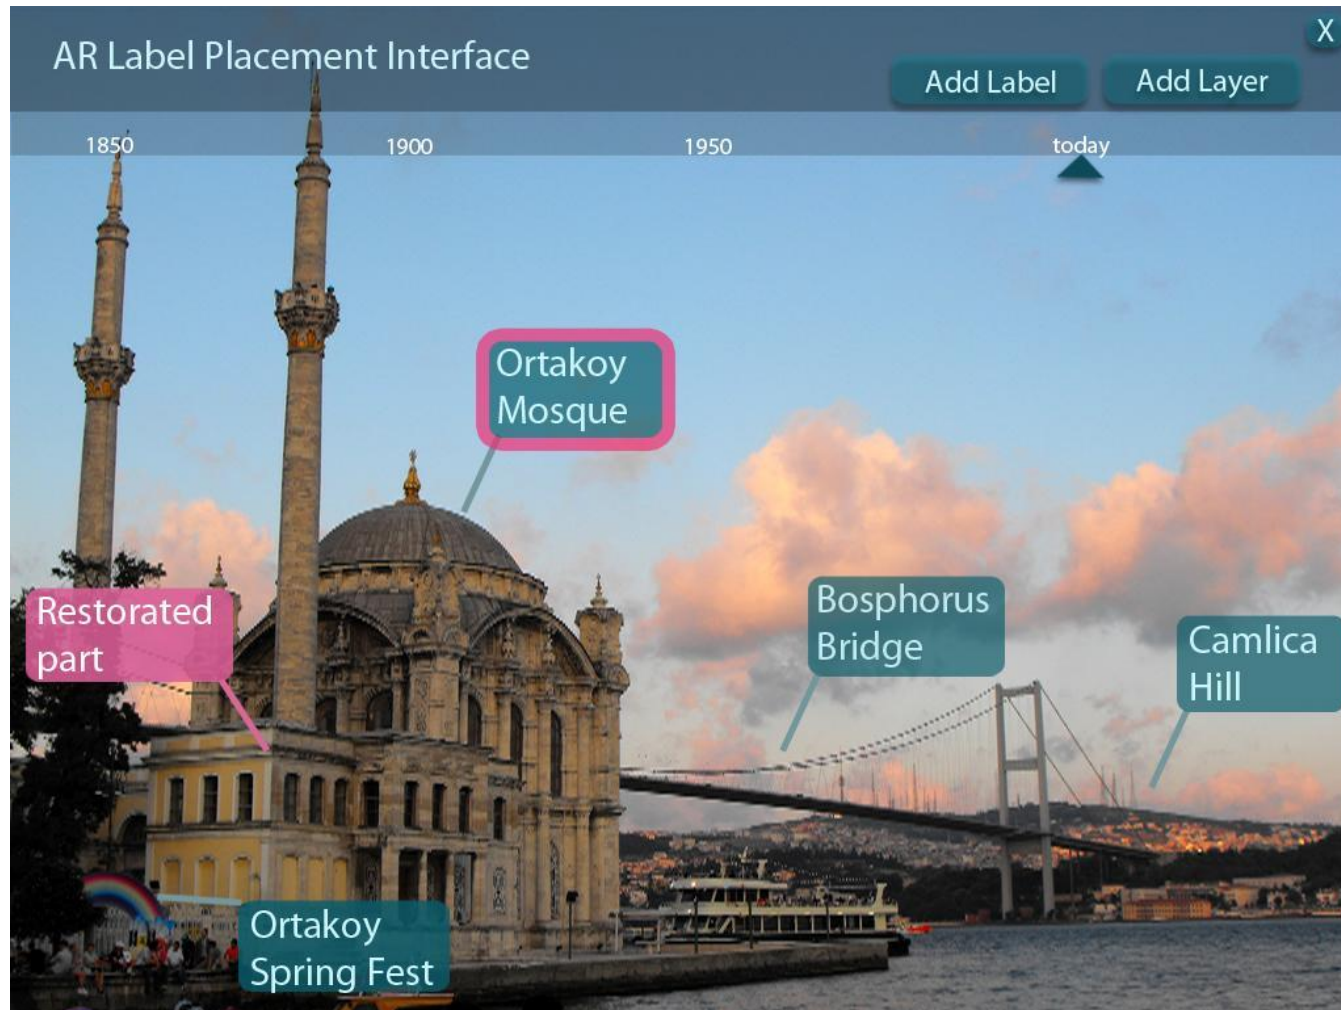 AR Label Placement Interface
X
Add Label
Add Layer
1850
1900
1950
today
Ortakoy
Mosque
Restorated
part
Bosphorus
Bridge
Camlica
Hill
Ortakoy
Spring Fest